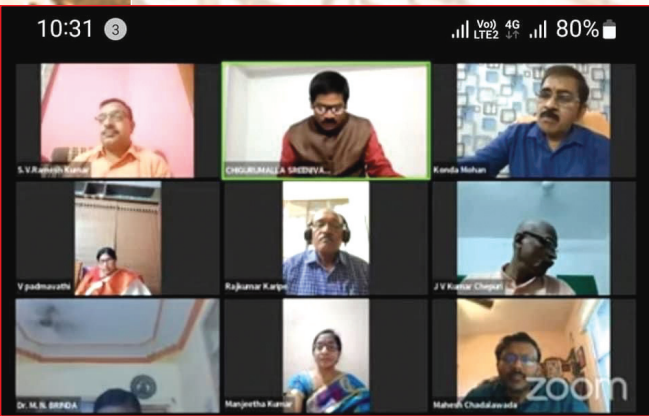 10:31 3 Vo)) LTE2 4G 80%
S.V.Ramesh Kumar
CHIGURUMALLA SREENIVA...
Konda Mohan
V padmavathi
Rajkumar Karipe
J V Kumar Chepuri
Dr. M. N. BRINDA
Manjeetha Kumar
Mahesh Chadalawada
zoom